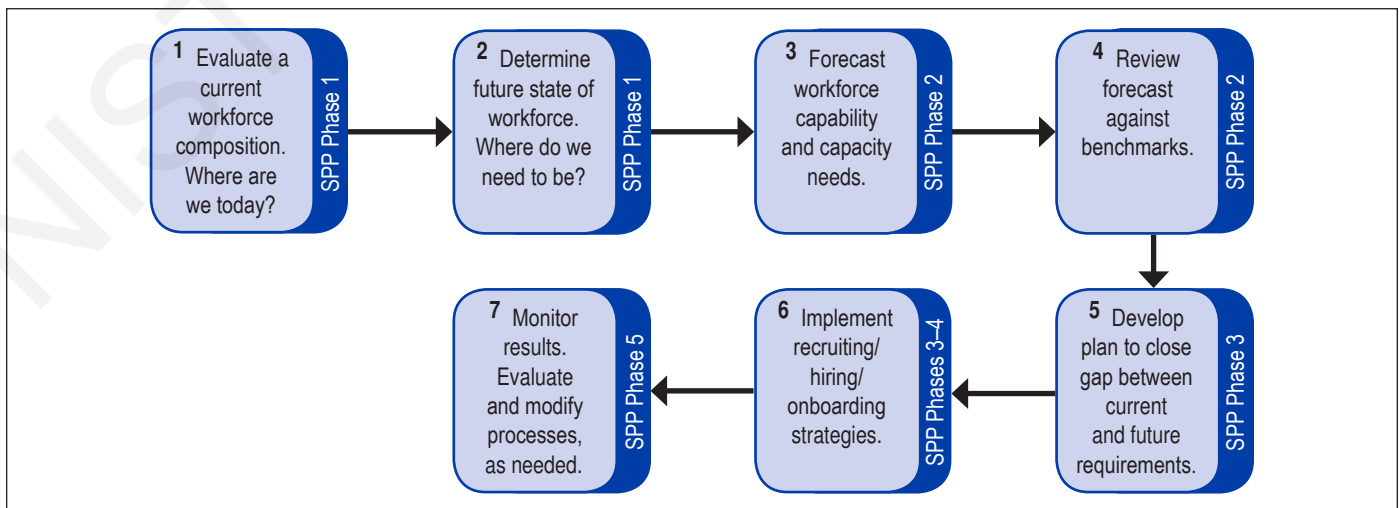 1 Evaluate a
current
workforce
composition.
Where are
we today?
SPP Phase 1
2 Determine
future state of
workforce.
Where do we
need to be?
SPP Phase 1
3 Forecast
workforce
capability
and capacity
needs.
SPP Phase 2
4 Review
forecast
against
benchmarks.
SPP Phase 2
5 Develop
plan to close
gap between
current
and future
requirements.
SPP Phase 3
6 Implement
recruiting/
hiring/
onboarding
strategies.
SPP Phases 3–4
7 Monitor
results.
Evaluate
and modify
processes,
as needed.
SPP Phase 5
NIST